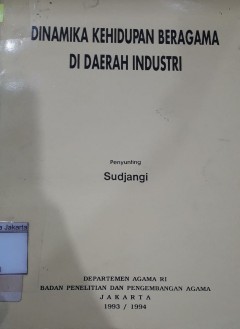 DINAMIKA KEHIDUPAN BERAGAMA
DI DAERAH INDUSTRI
Penyunting
Sudjangi
Jakarta
DEPARTEMEN AGAMA RI
BADAN PENELITIAN DAN PENGEMBANGAN AGAMA
JAKARTA
1993 / 1994